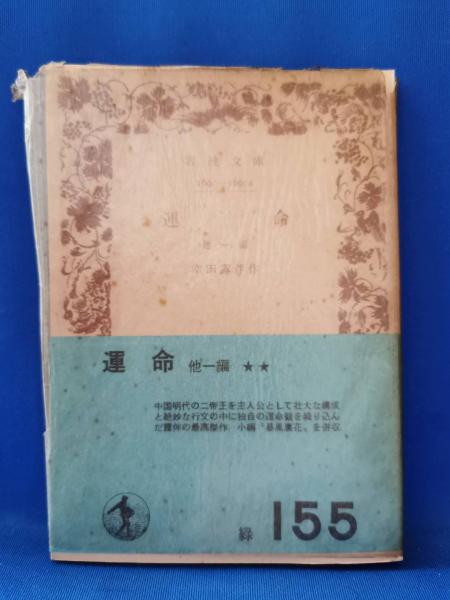 岩波文庫
運 命
他一編
幸田露伴作
運 命 他一編 ★★
中国明代の二帝王を主人公として壮大な構成
と絶妙な行文の中に独自の運命観を織り込ん
だ露伴の最高傑作 小編〝暴風裏花〟を併収
緑 155